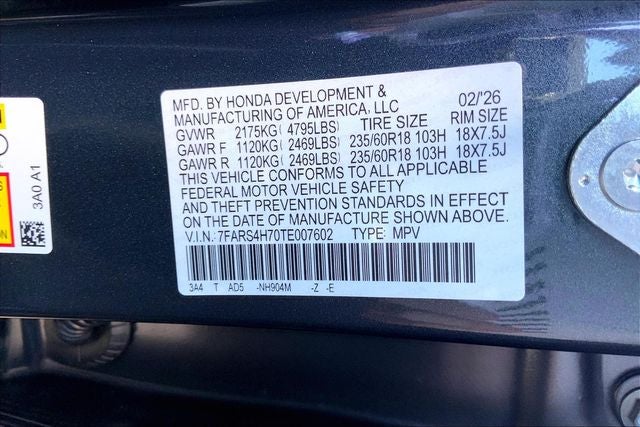 MFD. BY HONDA DEVELOPMENT &
MANUFACTURING OF AMERICA, LLC 02/'26
GVWR 2175KG(4795LBS) TIRE SIZE RIM SIZE
GAWR F 1120KG(2469LBS) 235/60R18 103H 18X7.5J
GAWR R 1120KG(2469LBS) 235/60R18 103H 18X7.5J
THIS VEHICLE CONFORMS TO ALL APPLICABLE
FEDERAL MOTOR VEHICLE SAFETY
AND THEFT PREVENTION STANDARDS IN EFFECT
ON THE DATE OF MANUFACTURE SHOWN ABOVE.
V.I.N.: 7FARS4H70TE007602 TYPE: MPV
3A4 T AD5 -NH904M -Z -E
3A0 A1
ION